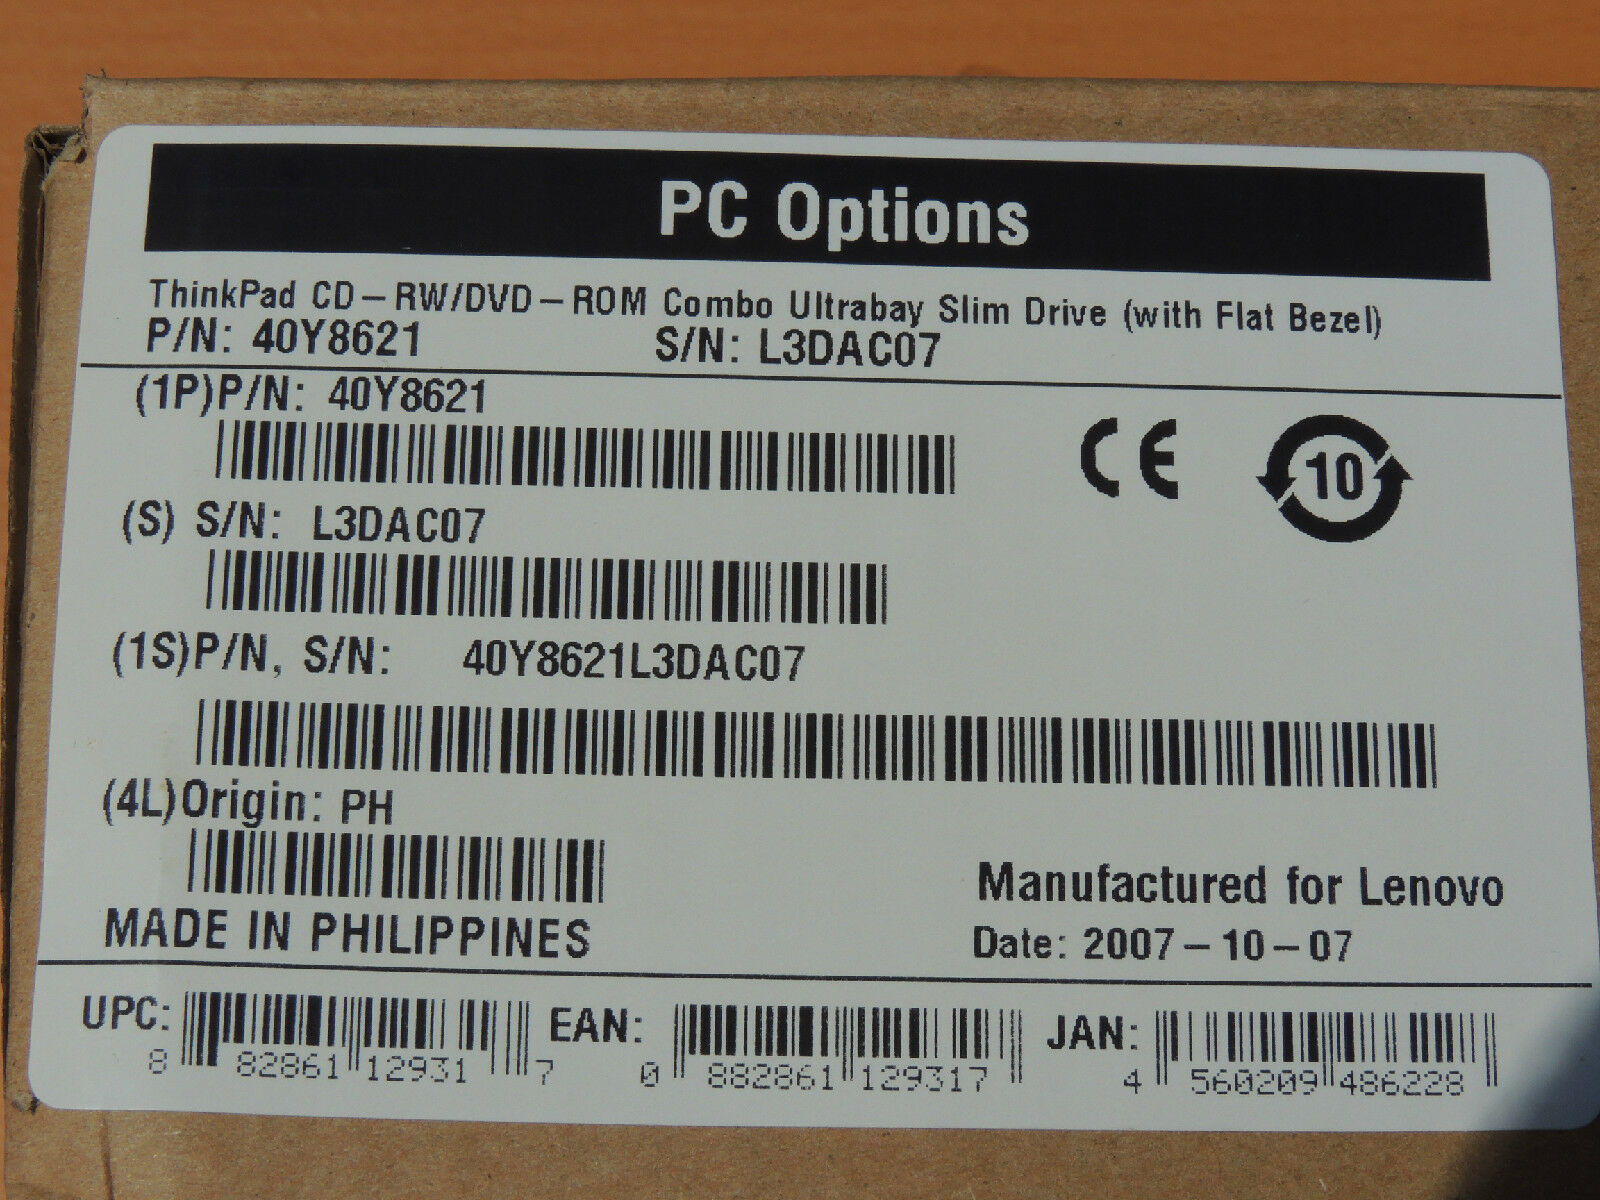 PC Options
ThinkPad CD-RW/DVD-ROM Combo Ultrabay Slim Drive (with Flat Bezel)
P/N: 40Y8621 S/N: L3DAC07
(1P)P/N: 40Y8621
CE 10
(S) S/N: L3DAC07
(1S)P/N, S/N: 40Y8621L3DAC07
(4L)Origin: PH
MADE IN PHILIPPINES
Manufactured for Lenovo
Date: 2007-10-07
UPC: 8 82861 12931 7
EAN: 0 882861 129317
JAN: 4 560209 486228